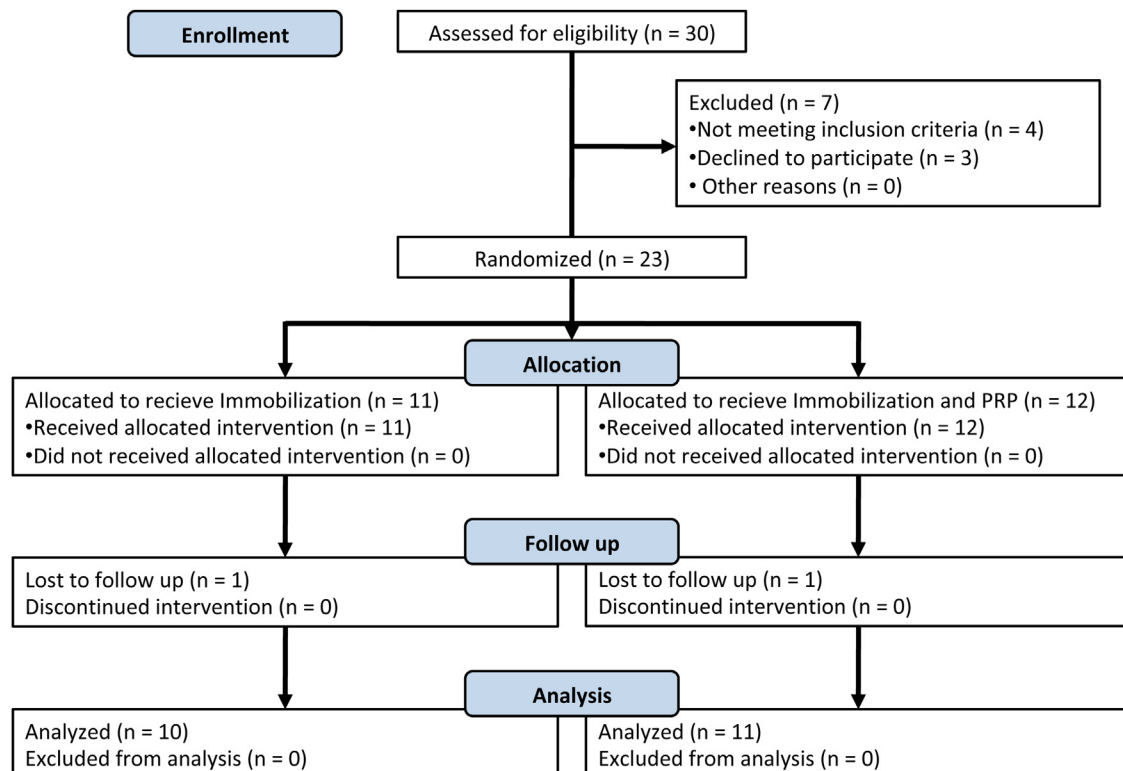 Enrollment
Assessed for eligibility (n = 30)
Excluded (n = 7)
•Not meeting inclusion criteria (n = 4)
•Declined to participate (n = 3)
• Other reasons (n = 0)
Randomized (n = 23)
Allocation
Allocated to recieve Immobilization (n = 11)
•Received allocated intervention (n = 11)
•Did not received allocated intervention (n = 0)
Allocated to recieve Immobilization and PRP (n = 12)
•Received allocated intervention (n = 12)
•Did not received allocated intervention (n = 0)
Follow up
Lost to follow up (n = 1)
Discontinued intervention (n = 0)
Lost to follow up (n = 1)
Discontinued intervention (n = 0)
Analysis
Analyzed (n = 10)
Excluded from analysis (n = 0)
Analyzed (n = 11)
Excluded from analysis (n = 0)